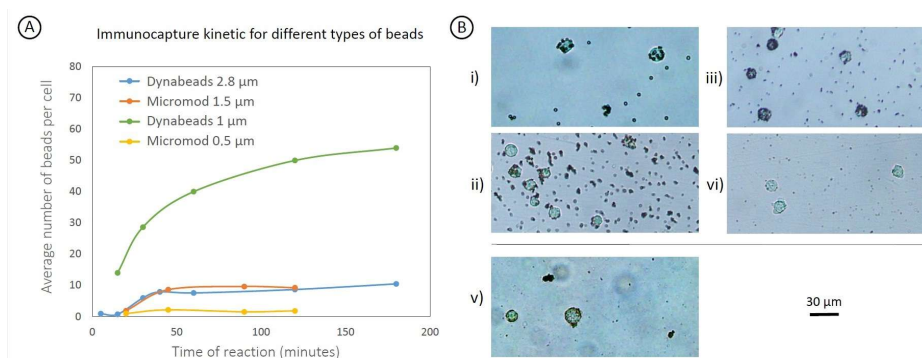 A
Immunocapture kinetic for different types of beads
Average number of beads per cell
80
70
60
50
40
30
20
10
0
Dynabeads 2.8 µm
Micromod 1.5 µm
Dynabeads 1 µm
Micromod 0.5 µm
0 50 100 150 200
Time of reaction (minutes)
B
i)
iii)
ii)
vi)
v)
30 µm